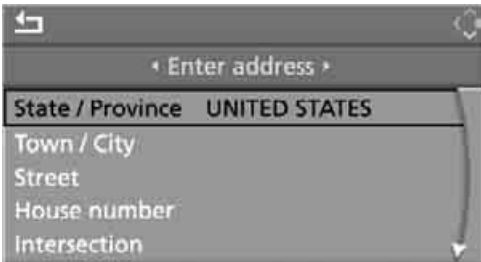 Enter address
State / Province UNITED STATES
Town / City
Street
House number
Intersection